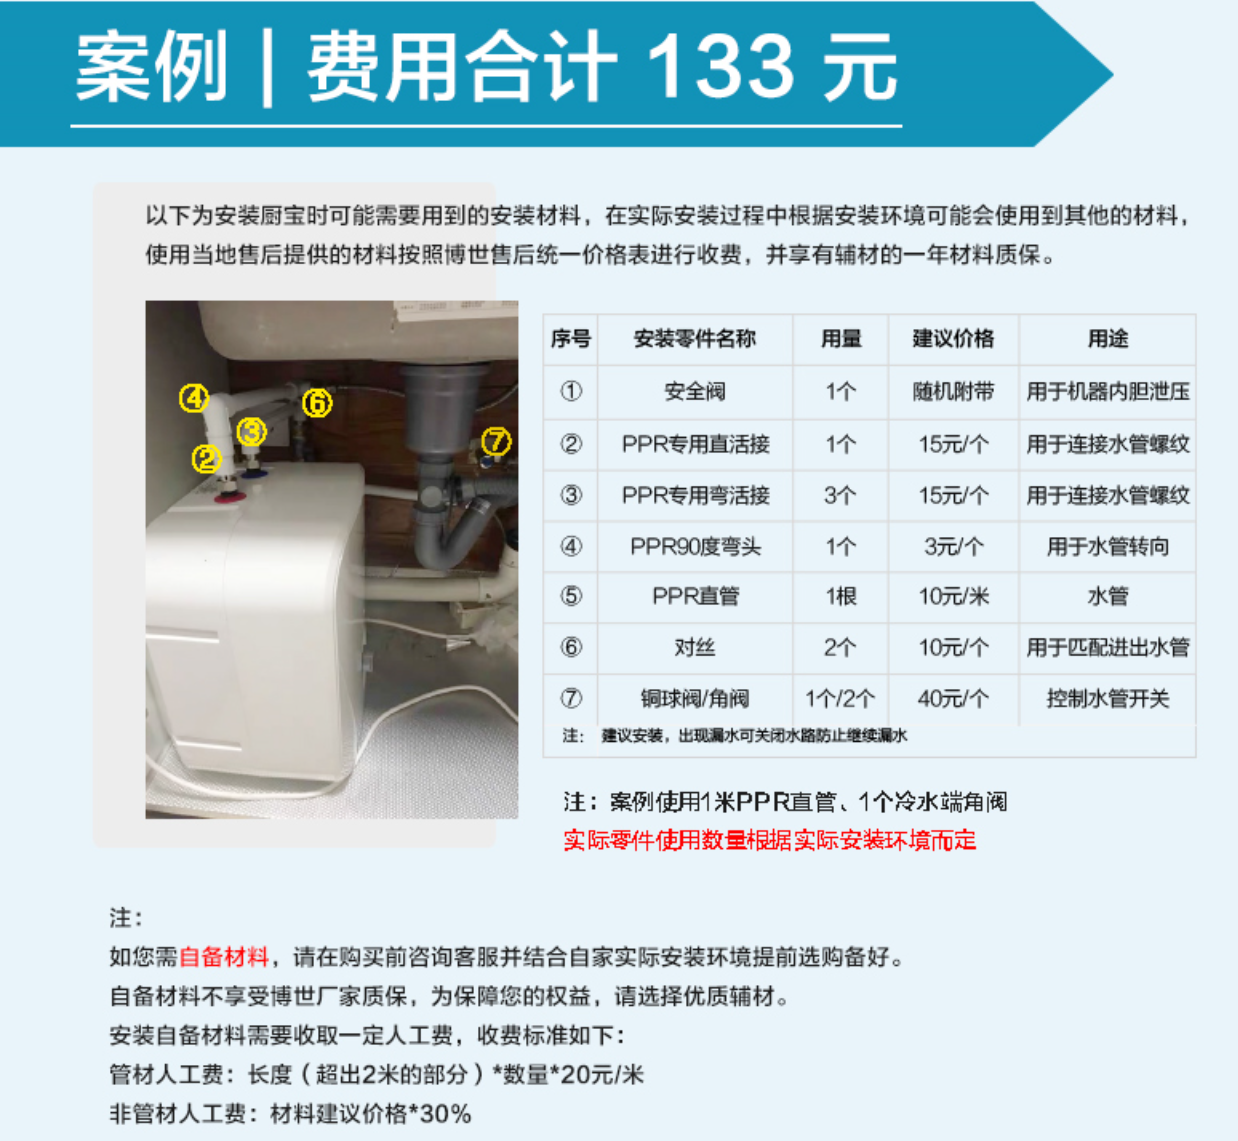 案例｜费用合计 133 元
以下为安装厨宝时可能需要用到的安装材料，在实际安装过程中根据安装环境可能会使用到其他的材料，
使用当地售后提供的材料按照博世售后统一价格表进行收费，并享有辅材的一年材料质保。
④
⑥
③
②
⑦
序号 安装零件名称 用量 建议价格 用途
① 安全阀 1个 随机附带 用于机器内胆泄压
② PPR专用直活接 1个 15元/个 用于连接水管螺纹
③ PPR专用弯活接 3个 15元/个 用于连接水管螺纹
④ PPR90度弯头 1个 3元/个 用于水管转向
⑤ PPR直管 1根 10元/米 水管
⑥ 对丝 2个 10元/个 用于匹配进出水管
⑦ 铜球阀/角阀 1个/2个 40元/个 控制水管开关
注： 建议安装，出现漏水可关闭水路防止继续漏水
注：案例使用1米PPR直管、1个冷水端角阀
实际零件使用数量根据实际安装环境而定
注：
如您需自备材料，请在购买前咨询客服并结合自家实际安装环境提前选购备好。
自备材料不享受博世厂家质保，为保障您的权益，请选择优质辅材。
安装自备材料需要收取一定人工费，收费标准如下：
管材人工费：长度（超出2米的部分）*数量*20元/米
非管材人工费：材料建议价格*30%